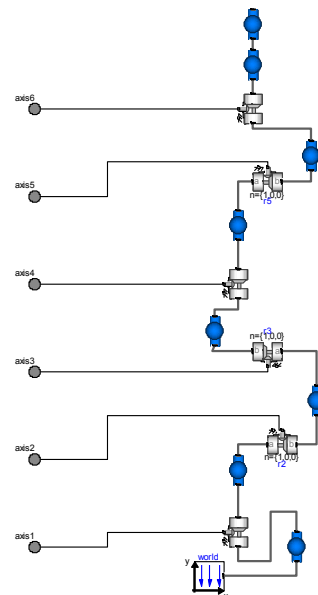 axis6
axis5
a b
n={1,0,0}
r5
axis4
r3
n={1,0,0}
b a
axis3
axis2
a b
n={1,0,0}
r2
axis1
world
y
x